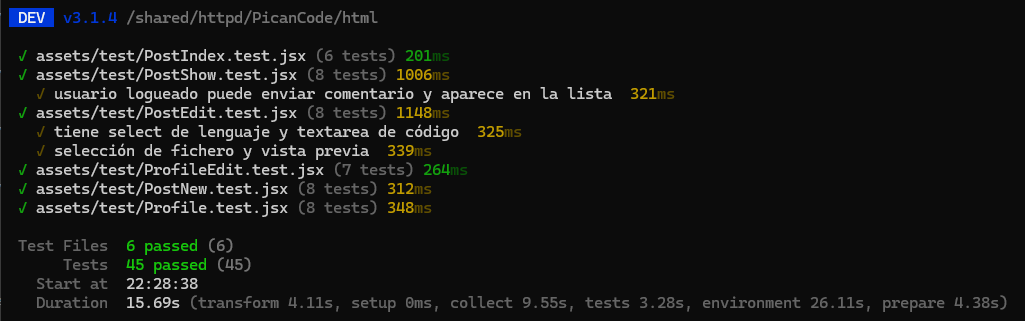 DEV v3.1.4 /shared/httpd/PicanCode/html
✓ assets/test/PostIndex.test.jsx (6 tests) 201ms
✓ assets/test/PostShow.test.jsx (8 tests) 1006ms
✓ usuario logueado puede enviar comentario y aparece en la lista 321ms
✓ assets/test/PostEdit.test.jsx (8 tests) 1148ms
✓ tiene select de lenguaje y textarea de código 325ms
✓ selección de fichero y vista previa 339ms
✓ assets/test/ProfileEdit.test.jsx (7 tests) 264ms
✓ assets/test/PostNew.test.jsx (8 tests) 312ms
✓ assets/test/Profile.test.jsx (8 tests) 348ms
Test Files 6 passed (6)
Tests 45 passed (45)
Start at 22:28:38
Duration 15.69s (transform 4.11s, setup 0ms, collect 9.55s, tests 3.28s, environment 26.11s, prepare 4.38s)